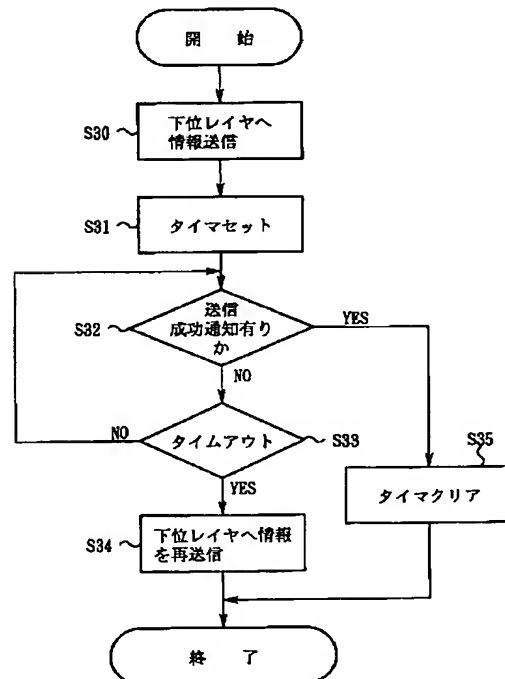 開 始
S30
下位レイヤへ
情報送信
S31
タイマセット
S32
送信
成功通知有り
か
YES
NO
NO
タイムアウト
S33
YES
S35
タイマクリア
S34
下位レイヤへ情報
を再送信
終 了